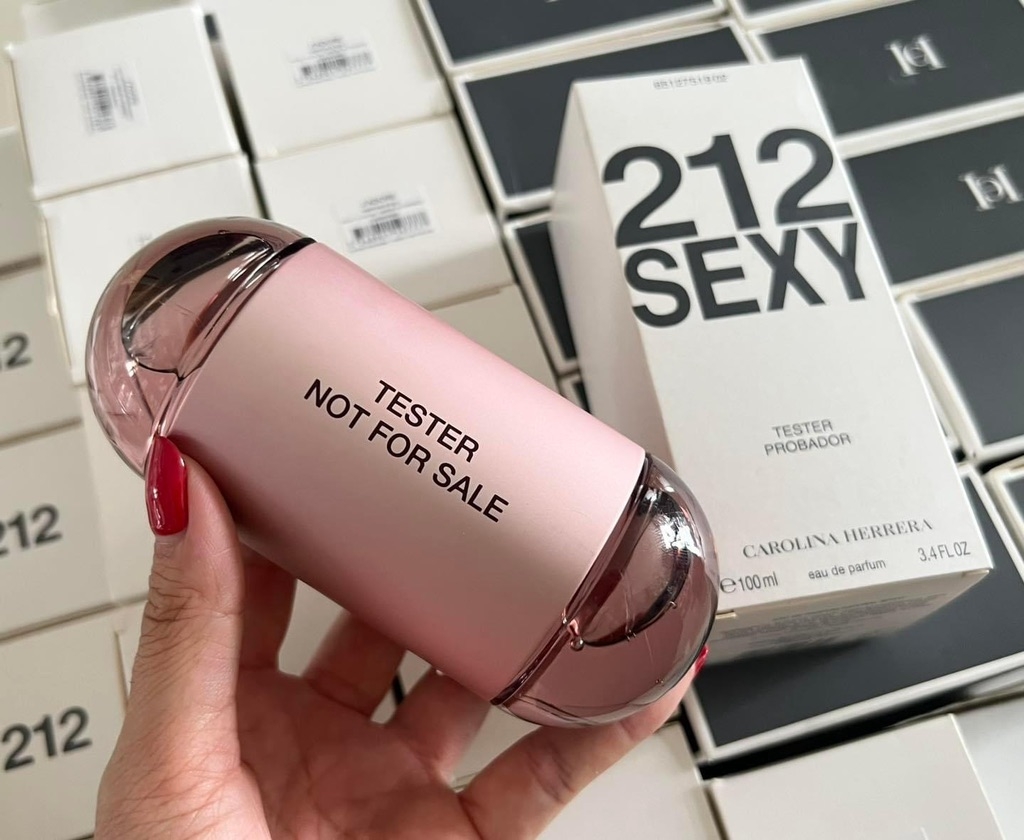 212
SEXY
TESTER
PROBADOR
CAROLINA HERRERA
℮100ml eau de parfum 3.4 FL OZ
TESTER
NOT FOR SALE
212
212